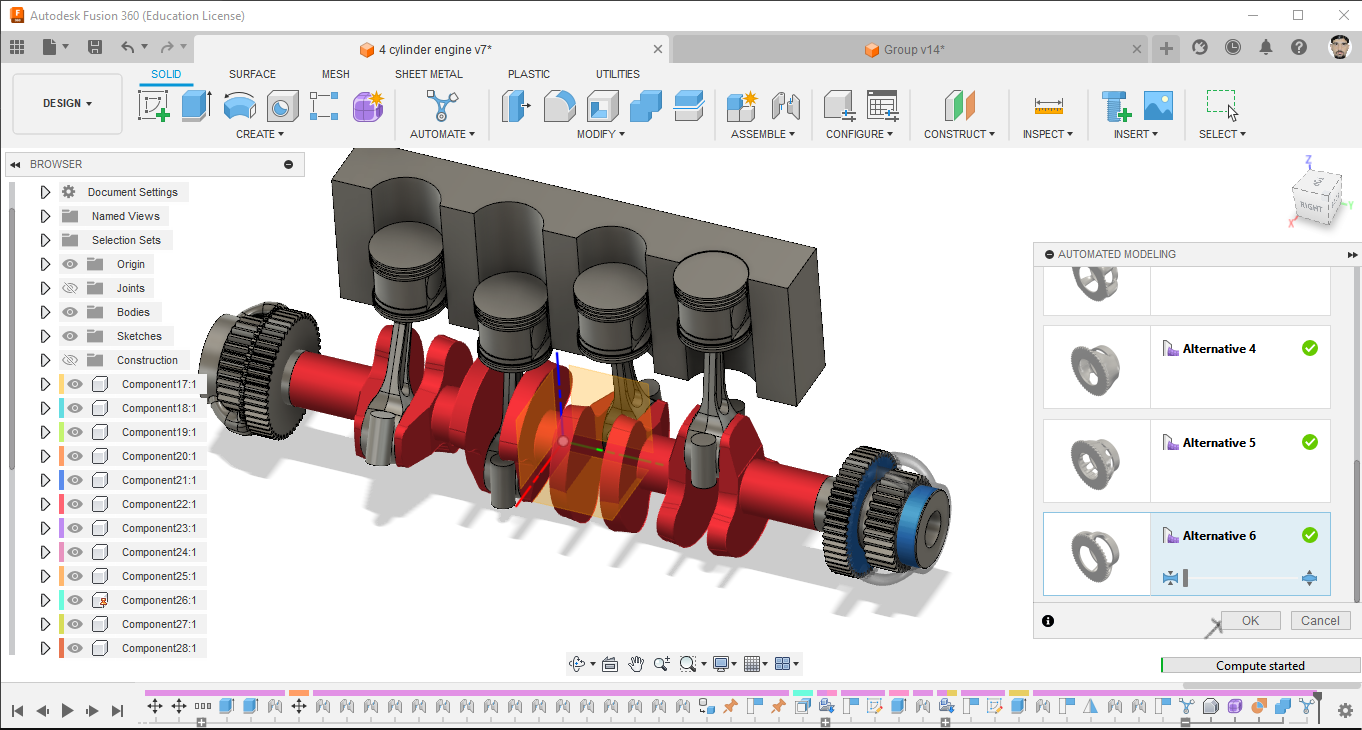 Autodesk Fusion 360 (Education License)
4 cylinder engine v7*
Group v14*
SOLID SURFACE MESH SHEET METAL PLASTIC UTILITIES
DESIGN
CREATE AUTOMATE MODIFY ASSEMBLE CONFIGURE CONSTRUCT INSPECT INSERT SELECT
BROWSER
Document Settings
Named Views
Selection Sets
Origin
Joints
Bodies
Sketches
Construction
Component17:1
Component18:1
Component19:1
Component20:1
Component21:1
Component22:1
Component23:1
Component24:1
Component25:1
Component26:1
Component27:1
Component28:1
Z
RIGHT
Y
X
AUTOMATED MODELING
Alternative 4
Alternative 5
Alternative 6
OK Cancel
Compute started